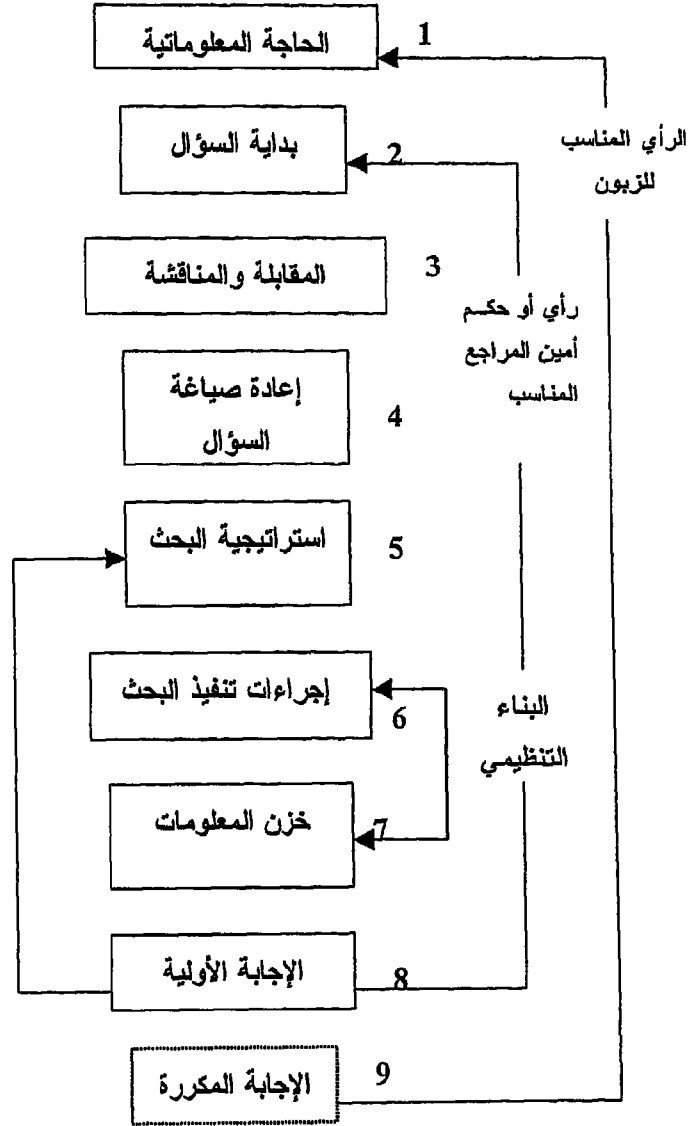 الحاجة المعلوماتية
1
بداية السؤال
2
الرأي المناسب
للزبون
المقابلة والمناقشة
3
رأي أو حكم
أمين المراجع
المناسب
إعادة صياغة
السؤال
4
استراتيجية البحث
5
إجراءات تنفيذ البحث
6
البناء
التنظيمي
خزن المعلومات
7
الإجابة الأولية
8
الإجابة المكررة
9